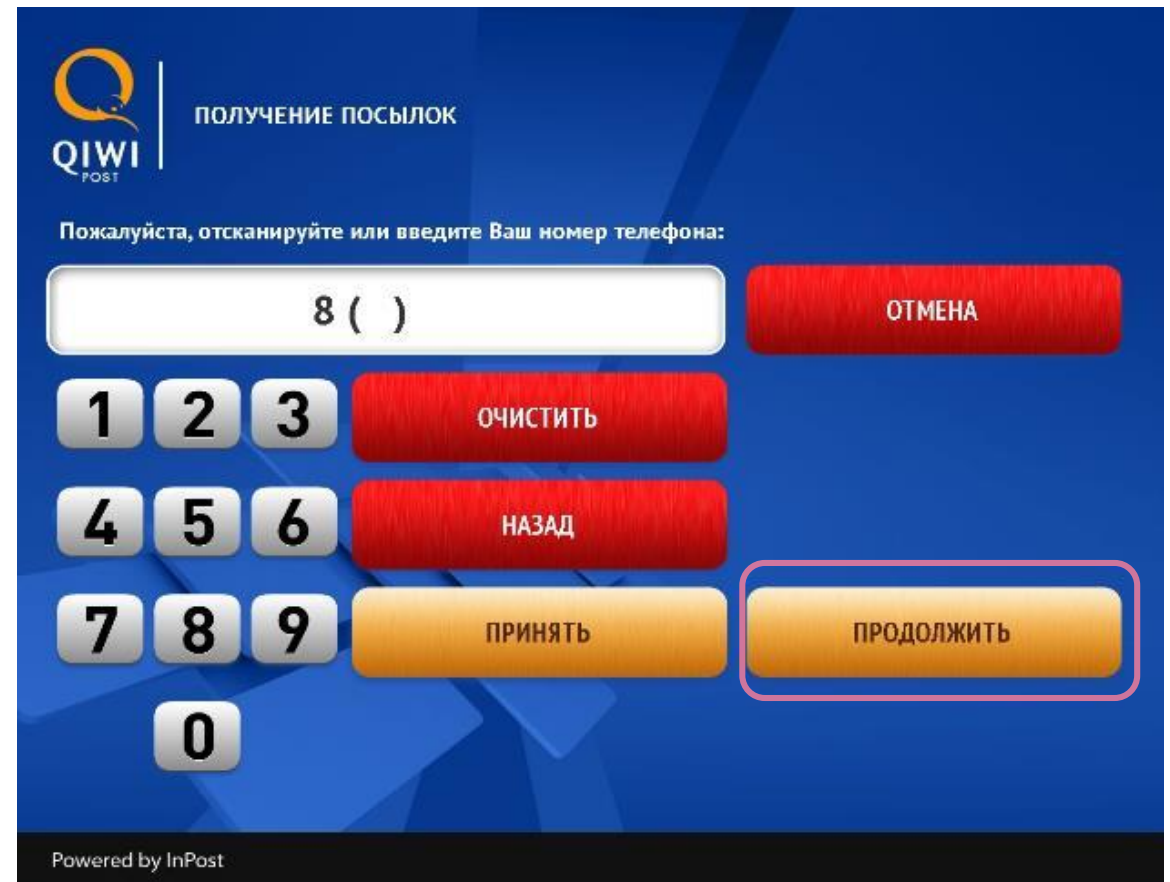 ПОЛУЧЕНИЕ ПОСЫЛОК
QIWI
POST
Пожалуйста, отсканируйте или введите Ваш номер телефона:
8 ( )
ОТМЕНА
1 2 3 ОЧИСТИТЬ
4 5 6 НАЗАД
7 8 9 ПРИНЯТЬ ПРОДОЛЖИТЬ
0
Powered by InPost